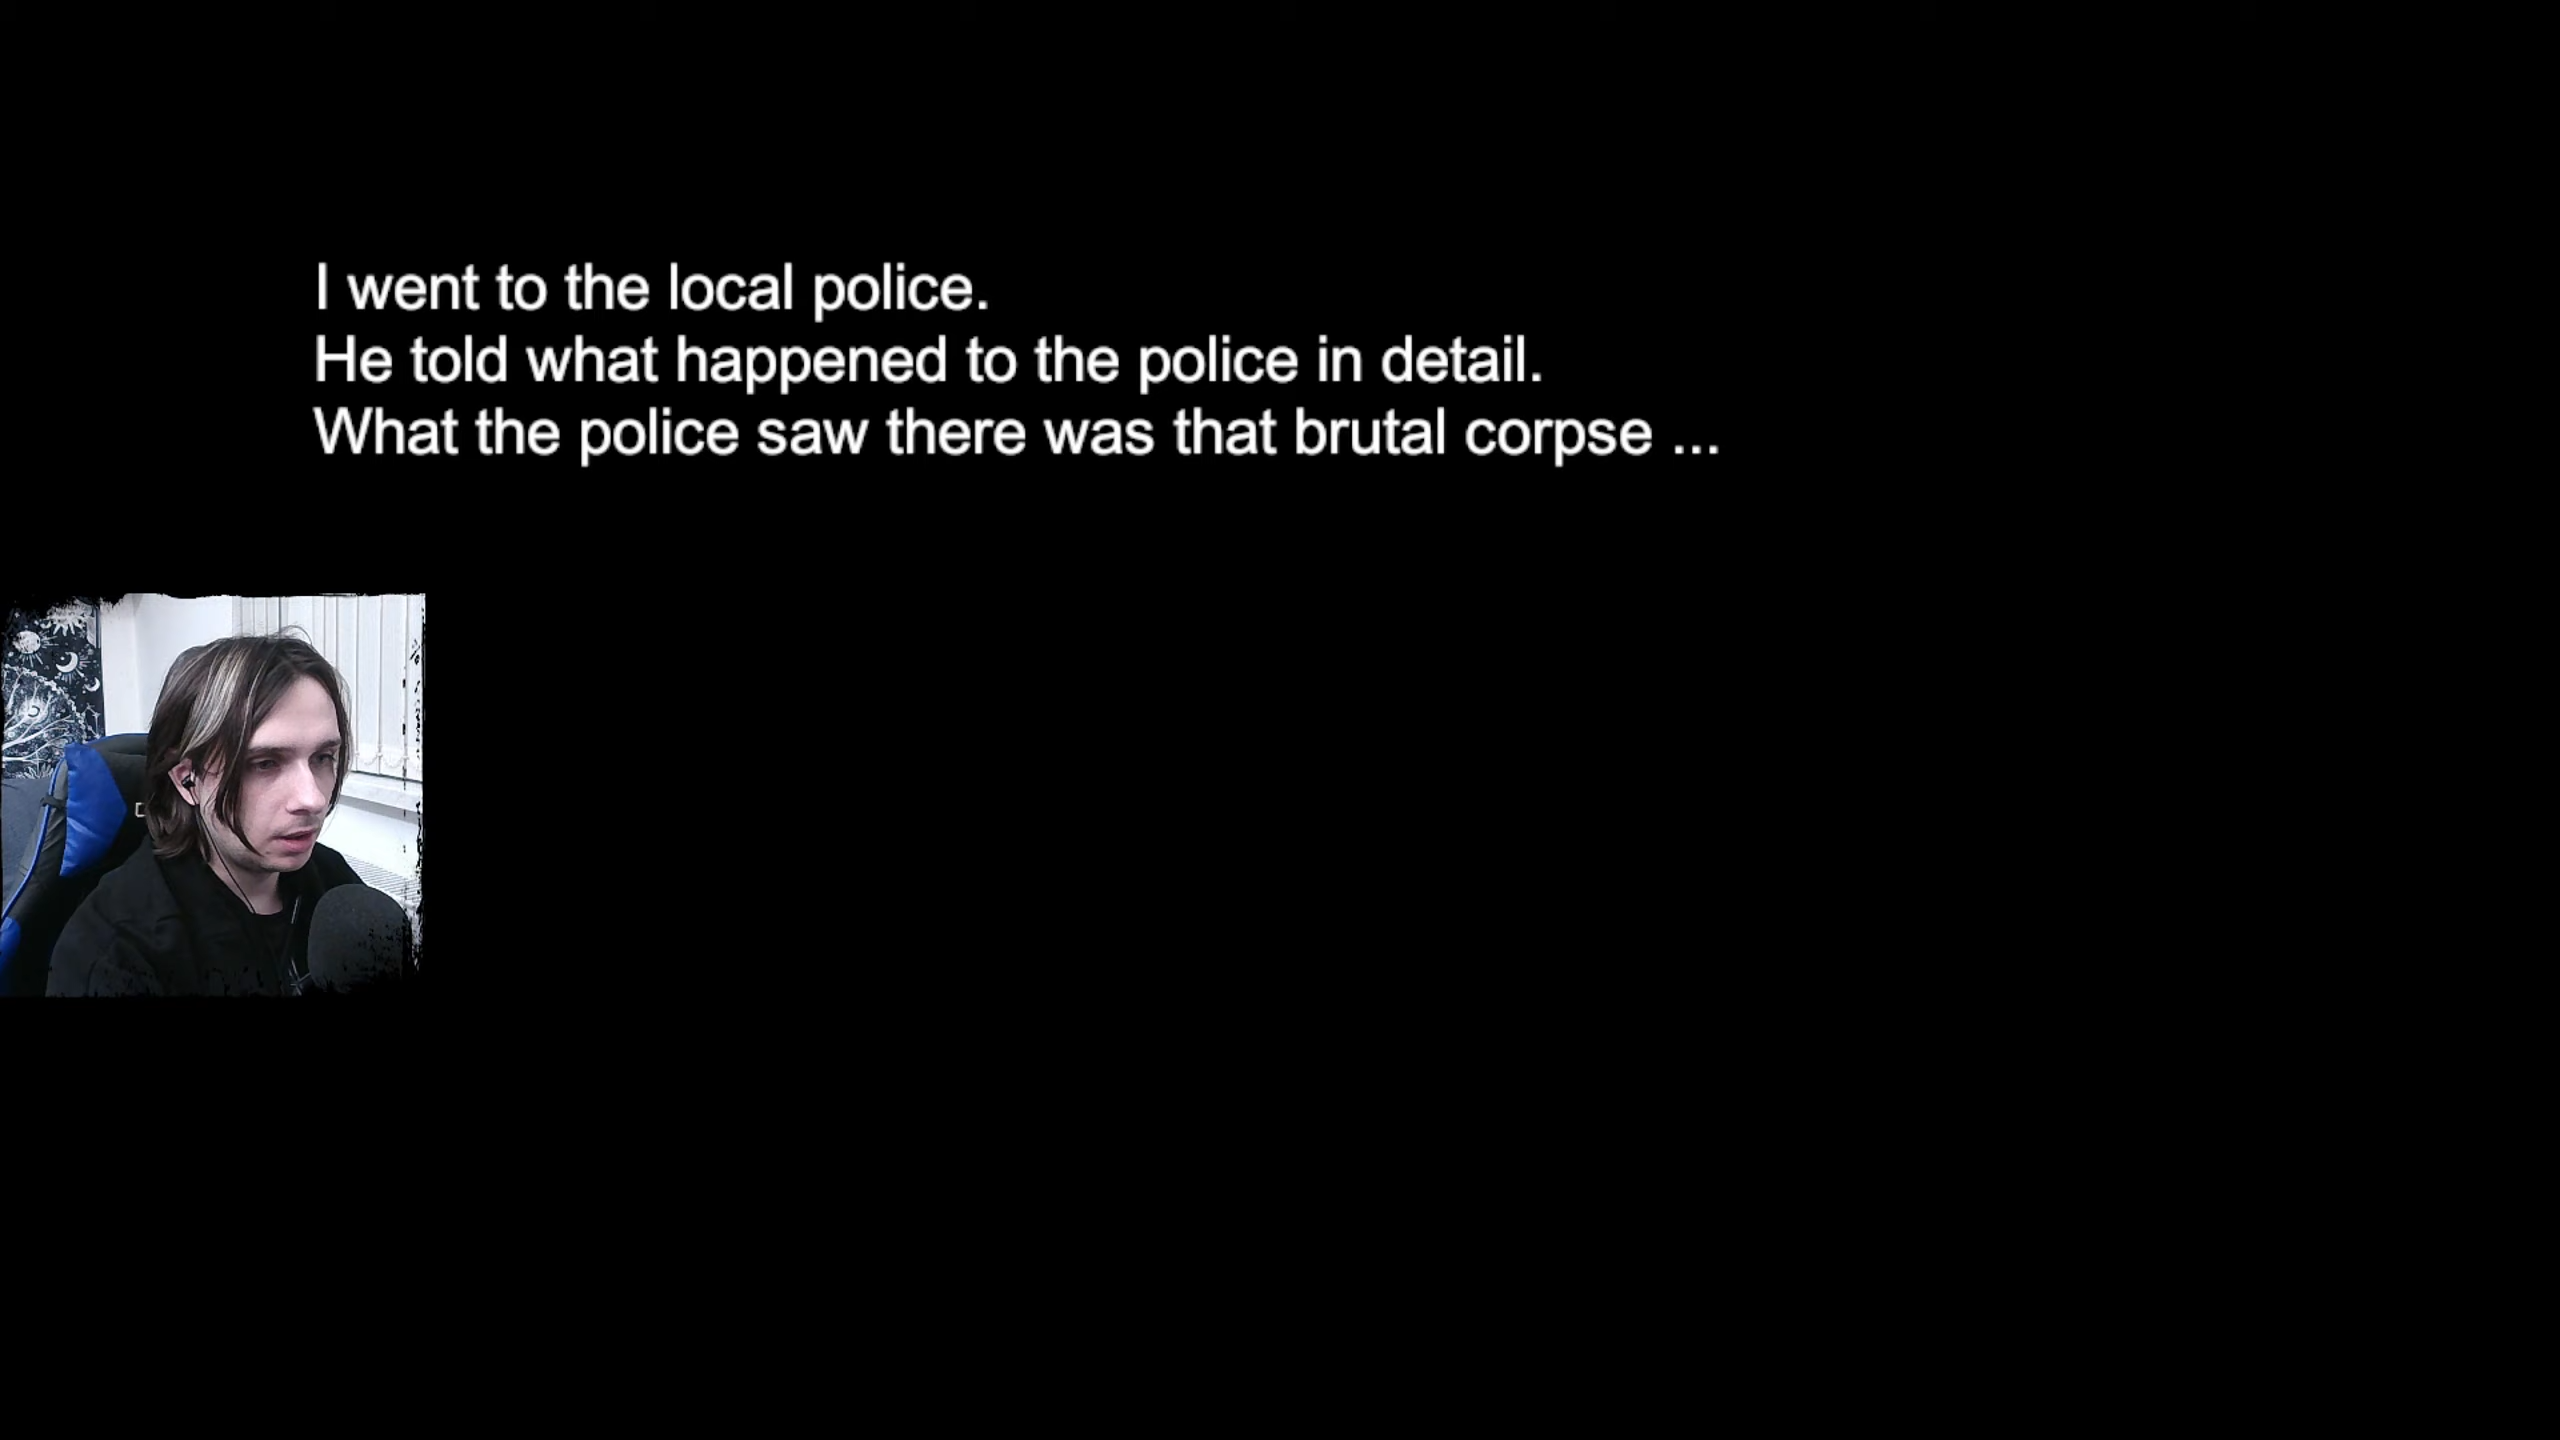 I went to the local police.
He told what happened to the police in detail.
What the police saw there was that brutal corpse ...